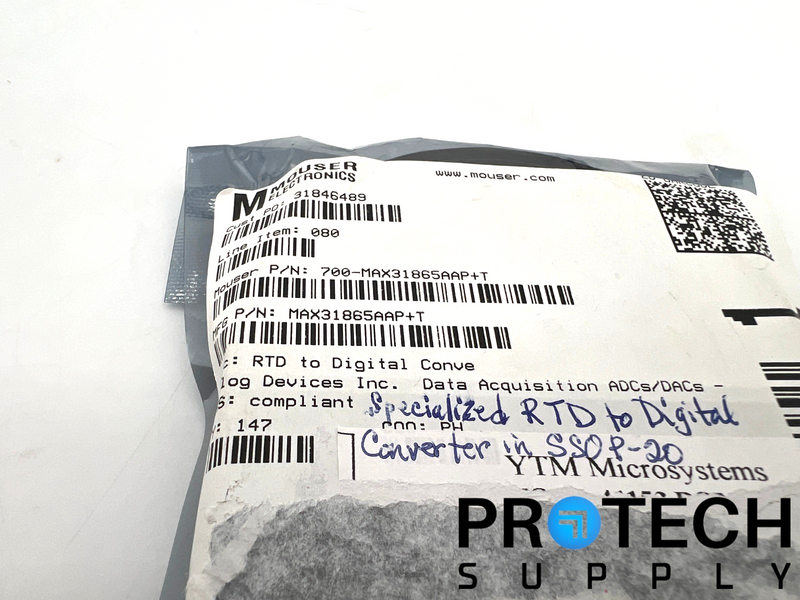 MOUSER
ELECTRONICS
www.mouser.com
Cust PO: 31846489
Line Item: 080
Mouser P/N: 700-MAX31865AAP+T
MFG P/N: MAX31865AAP+T
c: RTD to Digital Conve
log Devices Inc. Data Acquisition ADCs/DACs -
S: compliant
: 147
COO: PH
Specialized RTD to Digital
Converter in SSOP-20
YTM Microsystems
PROTECH
SUPPLY